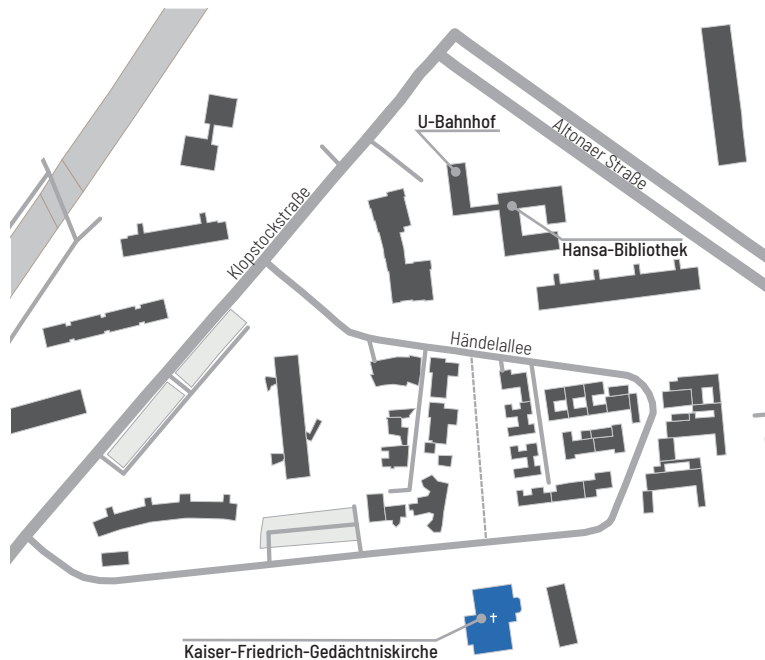 U-Bahnhof
Altonaer Straße
Klopstockstraße
Hansa-Bibliothek
Händelallee
Kaiser-Friedrich-Gedächtniskirche